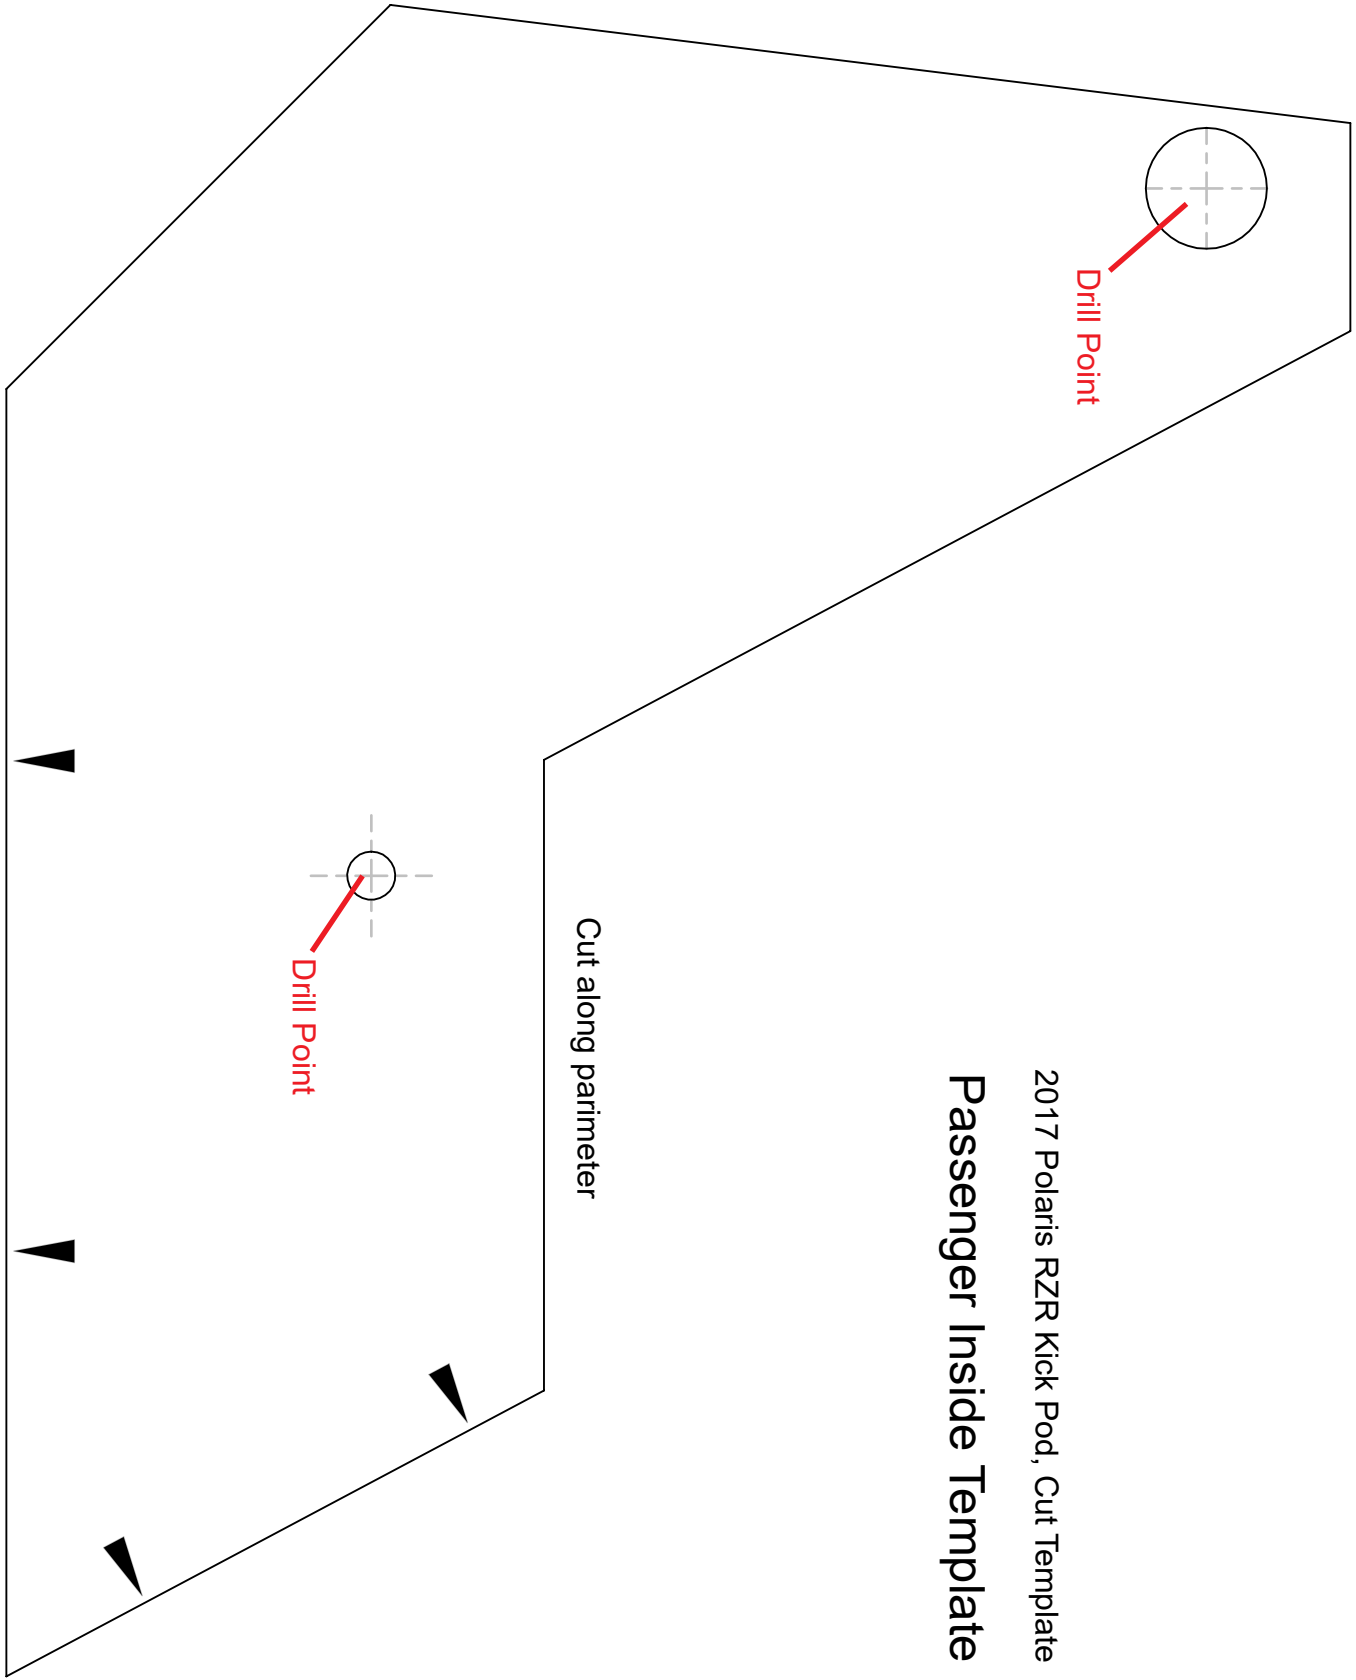 2017 Polaris RZR Kick Pod, Cut Template
Passenger Inside Template
Drill Point
Cut along parimeter
Drill Point